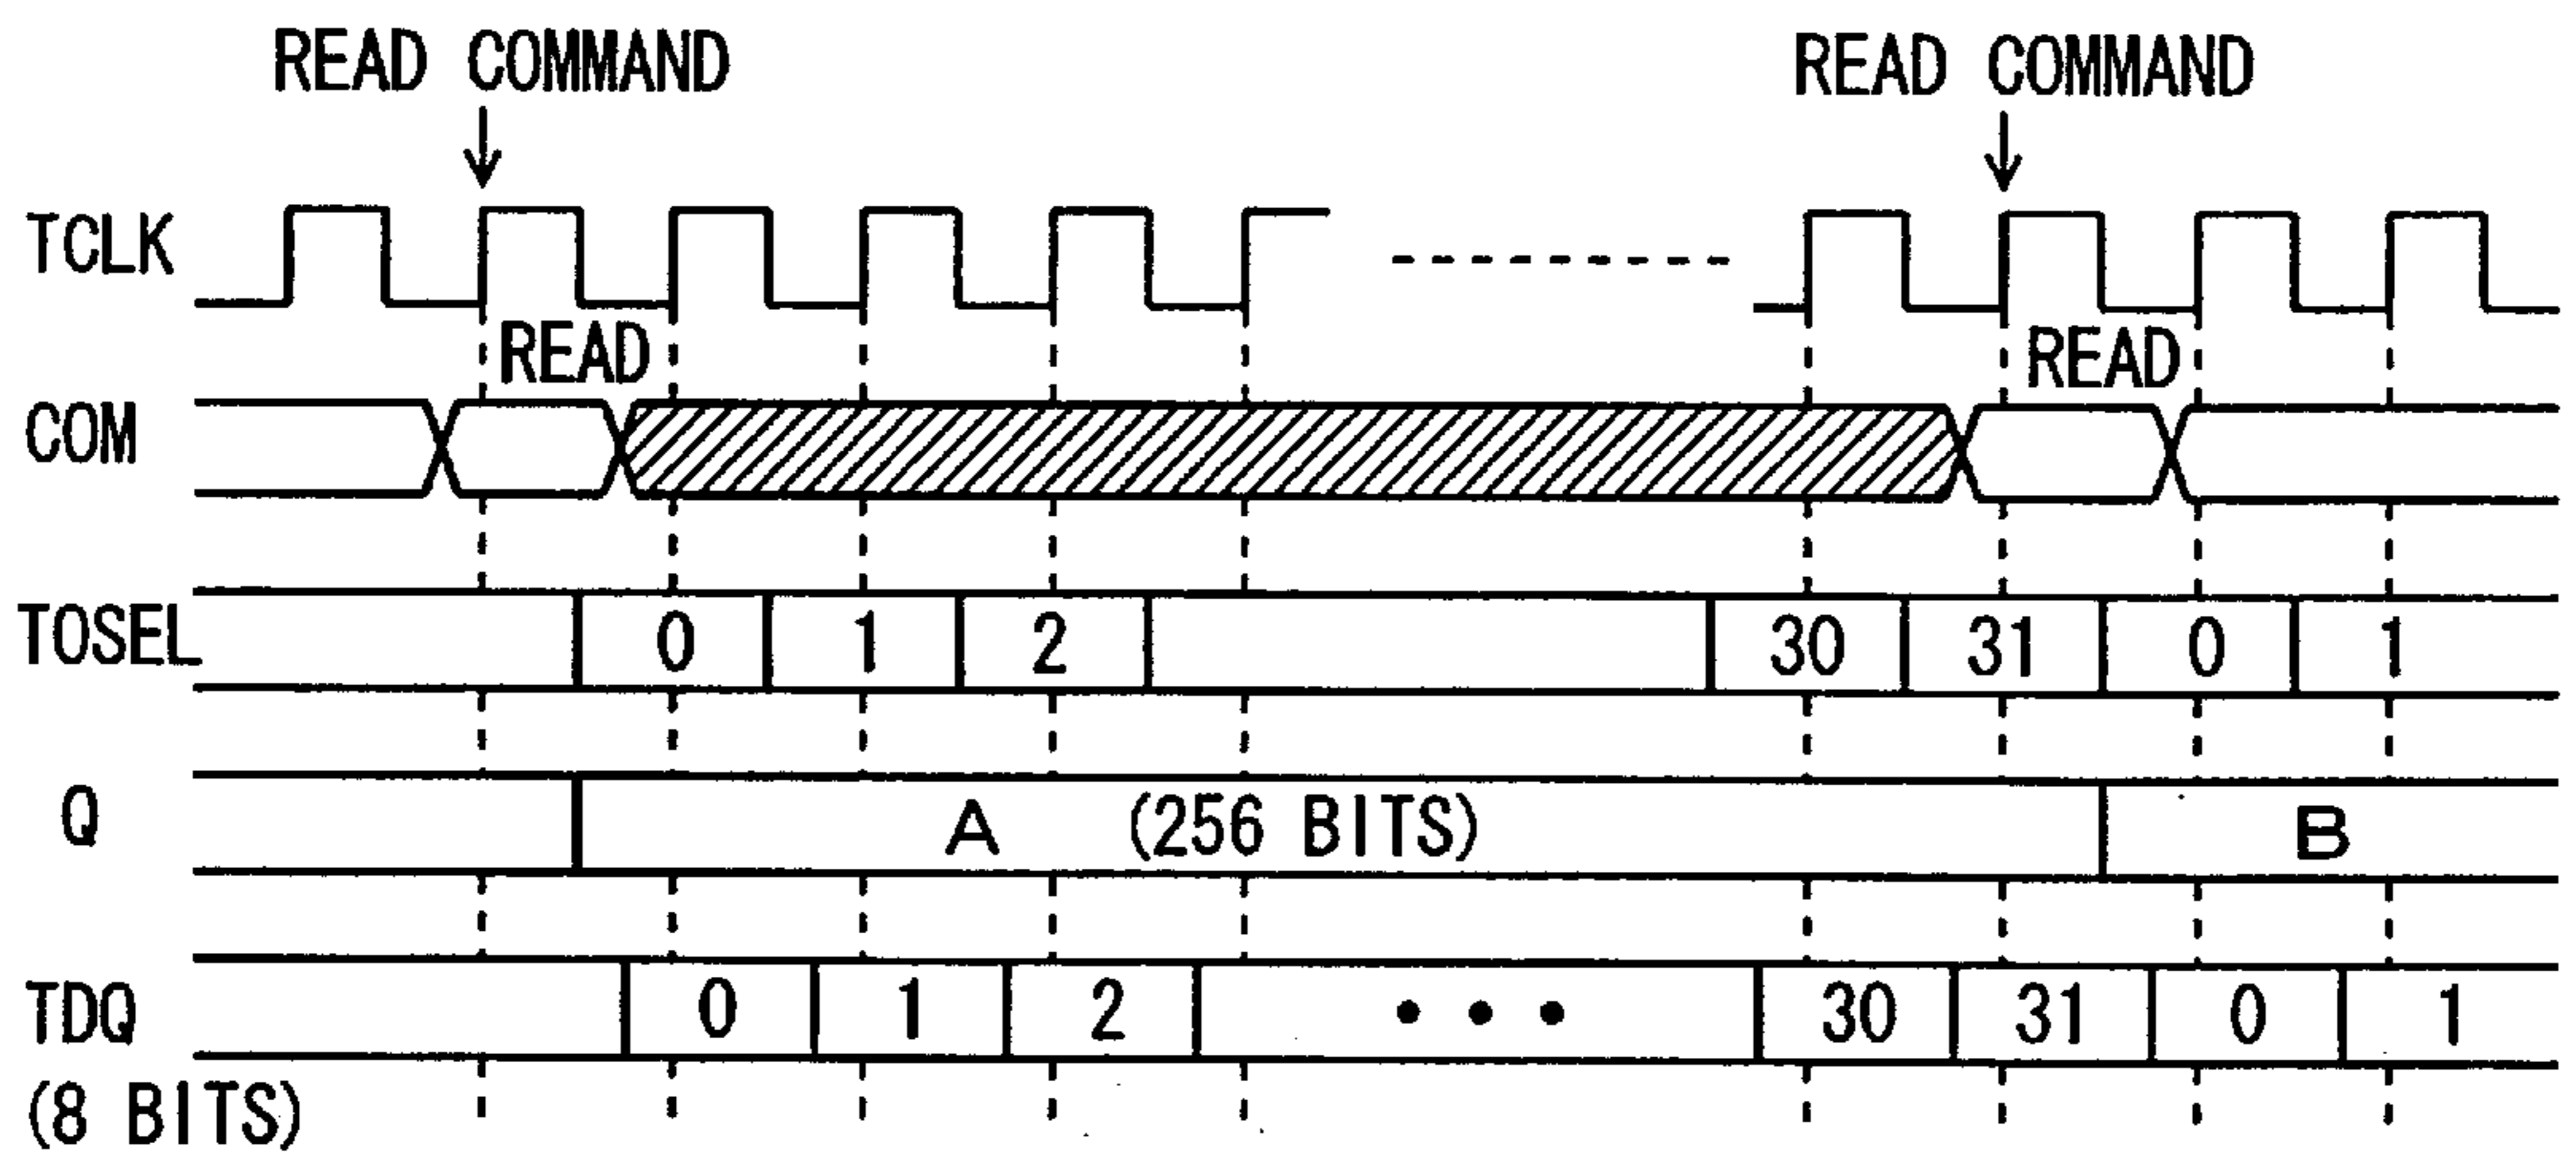 READ COMMAND READ COMMAND
TCLK
READ READ
COM
TOSEL 0 1 2 30 31 0 1
Q A (256 BITS) B
TDQ 0 1 2 • • • 30 31 0 1
(8 BITS)